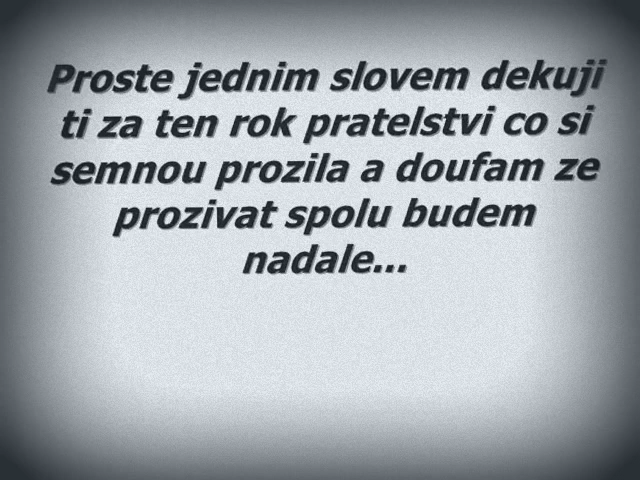 Proste jednim slovem dekuji
ti za ten rok pratelstvi co si
semnou prozila a doufam ze
prozivat spolu budem
nadale...